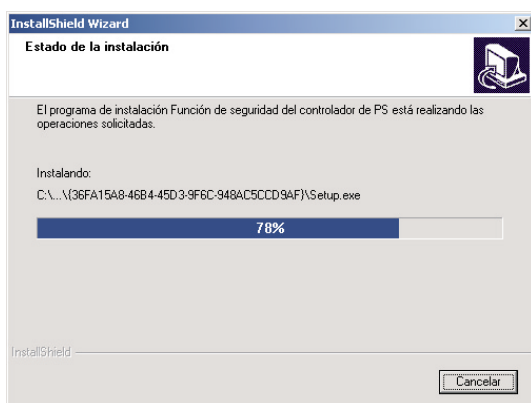 InstallShield Wizard
Estado de la instalación
El programa de instalación Función de seguridad del controlador de PS está realizando las
operaciones solicitadas.
Instalando:
C:\...\{36FA15A8-46B4-45D3-9F6C-948AC5CCD9AF}\Setup.exe
78%
InstallShield
Cancelar